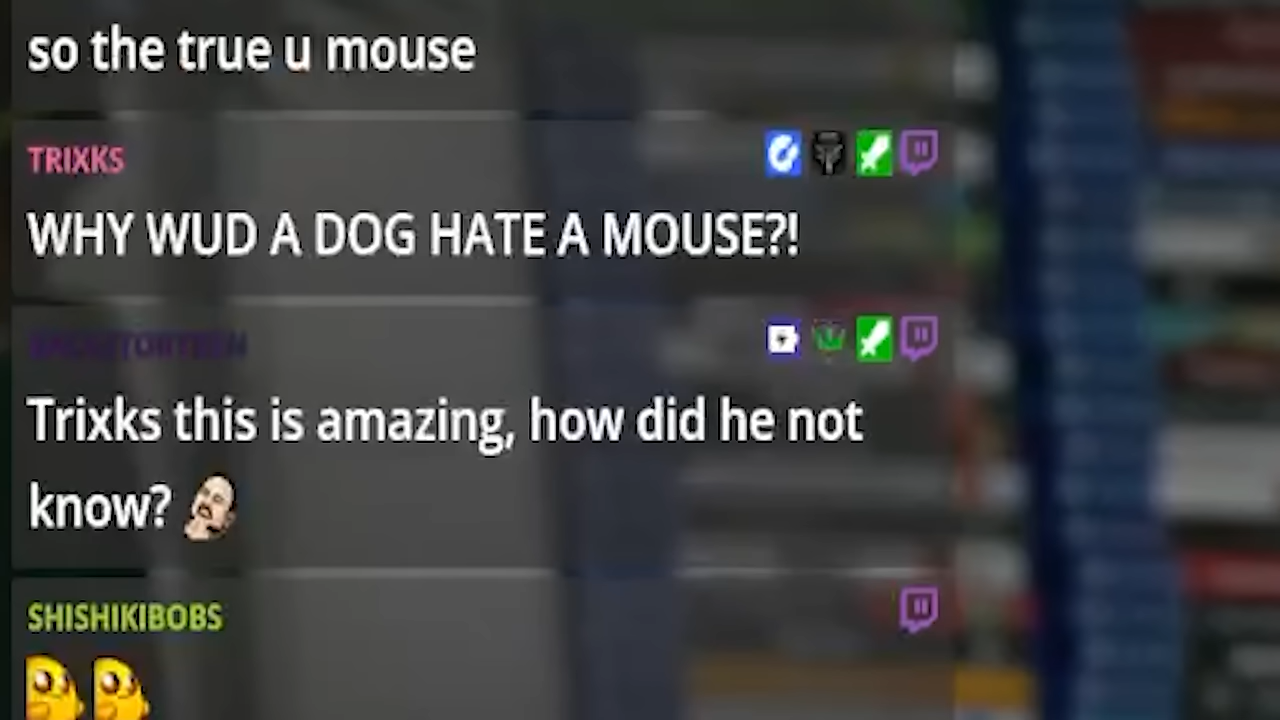 so the true u mouse
TRIXKS
WHY WUD A DOG HATE A MOUSE?!
Trixks this is amazing, how did he not
know?
SHISHIKIBOBS